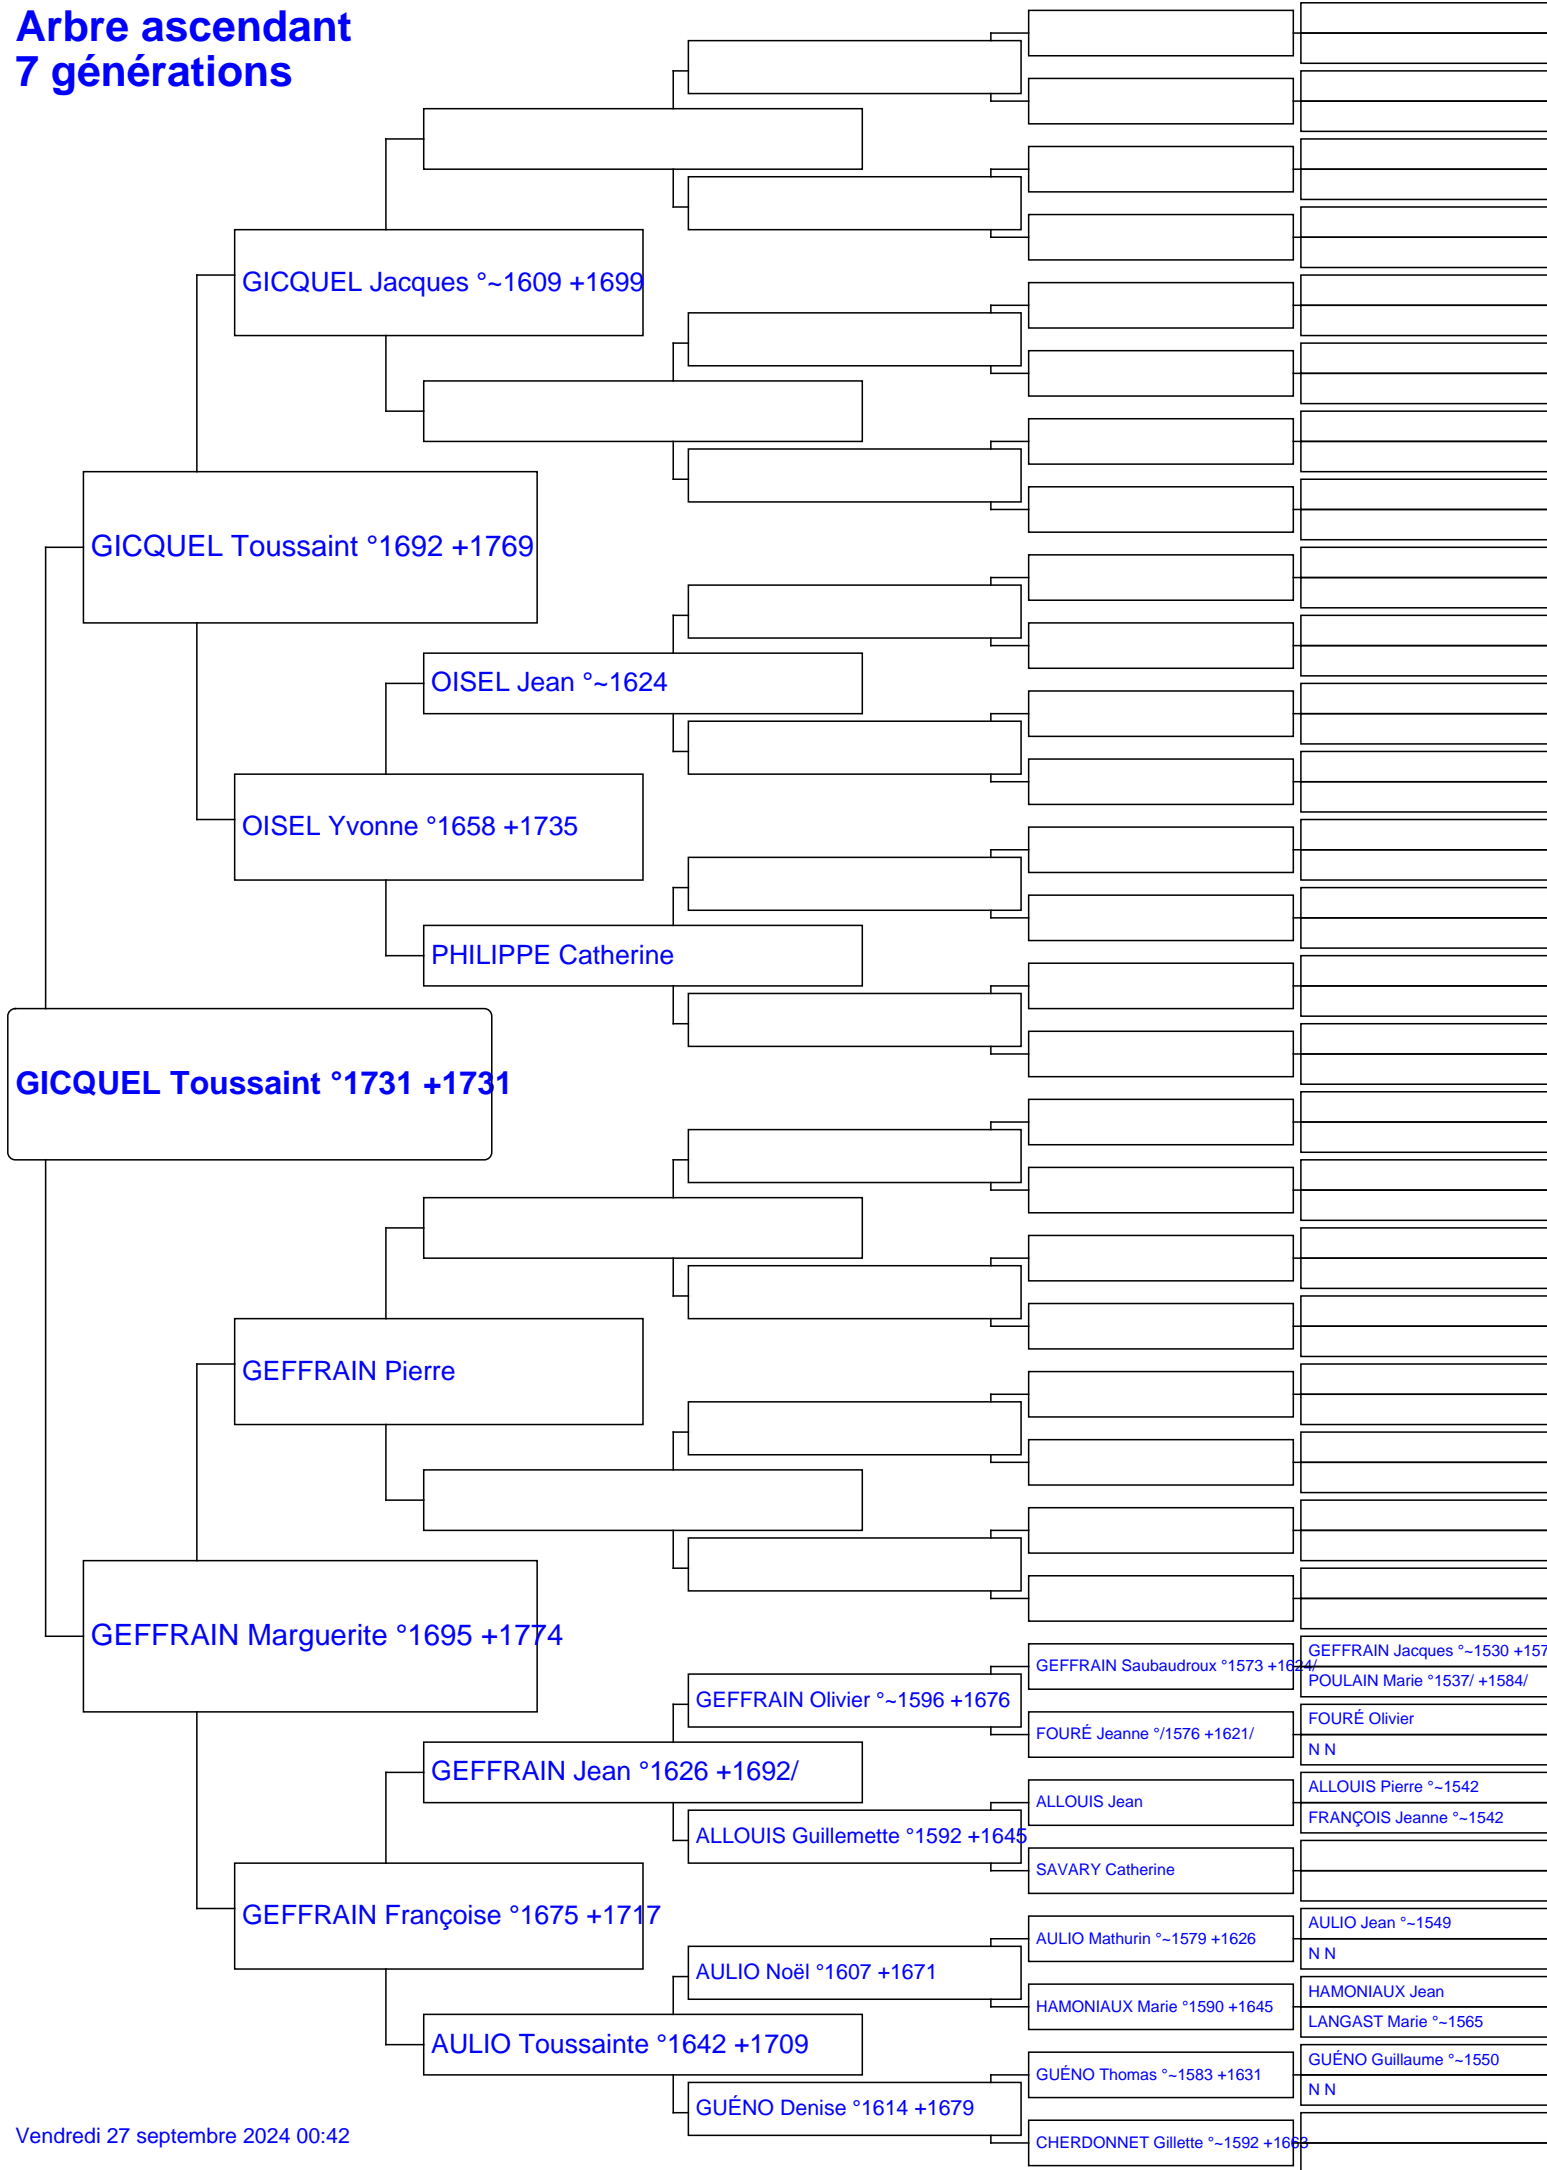 Arbre ascendant
7 générations
GICQUEL Jacques °~1609 +1699
GICQUEL Toussaint °1692 +1769
OISEL Jean °~1624
OISEL Yvonne °1658 +1735
PHILIPPE Catherine
GICQUEL Toussaint °1731 +1731
GEFFRAIN Pierre
GEFFRAIN Marguerite °1695 +1774
GEFFRAIN Jacques °~1530 +157
GEFFRAIN Saubaudroux °1573 +1624/
POULAIN Marie °1537/ +1584/
GEFFRAIN Olivier °~1596 +1676
FOURÉ Olivier
FOURÉ Jeanne °/1576 +1621/
N N
GEFFRAIN Jean °1626 +1692/
ALLOUIS Pierre °~1542
ALLOUIS Jean
FRANÇOIS Jeanne °~1542
ALLOUIS Guillemette °1592 +1645
SAVARY Catherine
GEFFRAIN Françoise °1675 +1717
AULIO Jean °~1549
AULIO Mathurin °~1579 +1626
N N
AULIO Noël °1607 +1671
HAMONIAUX Jean
HAMONIAUX Marie °1590 +1645
LANGAST Marie °~1565
AULIO Toussainte °1642 +1709
GUÉNO Guillaume °~1550
GUÉNO Thomas °~1583 +1631
N N
GUÉNO Denise °1614 +1679
CHERDONNET Gillette °~1592 +1663
Vendredi 27 septembre 2024 00:42